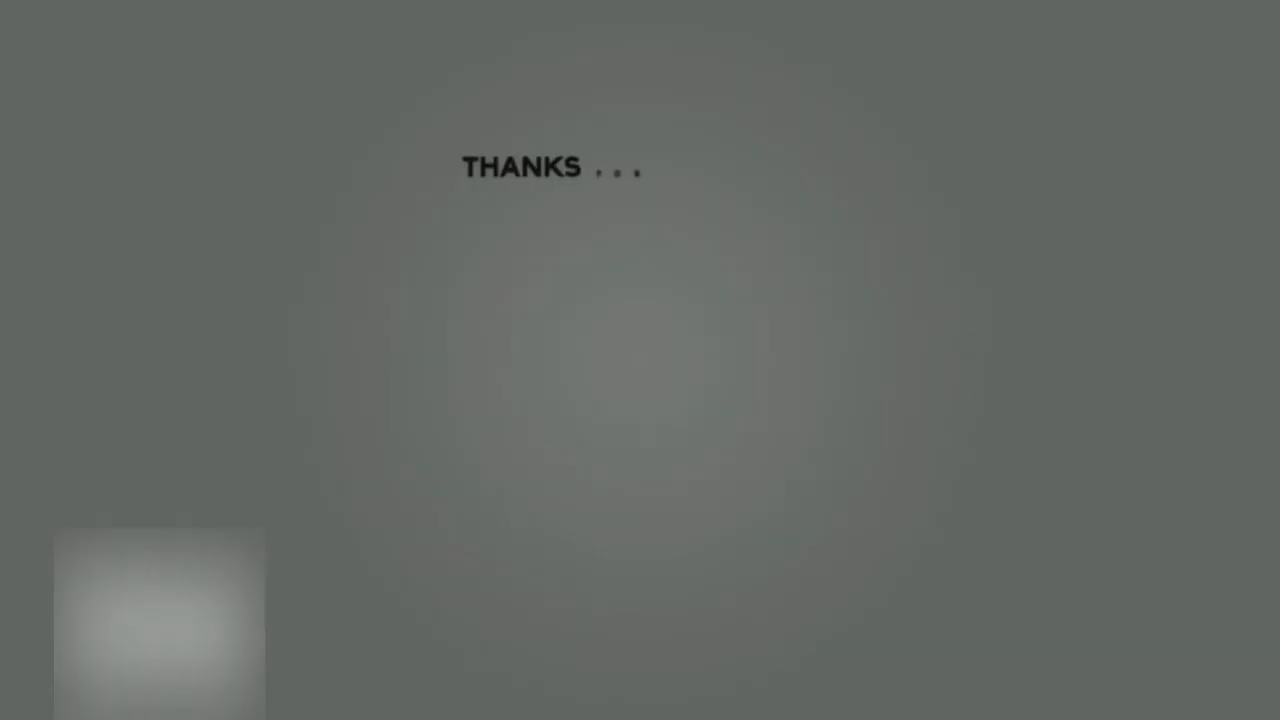 THANKS . . .